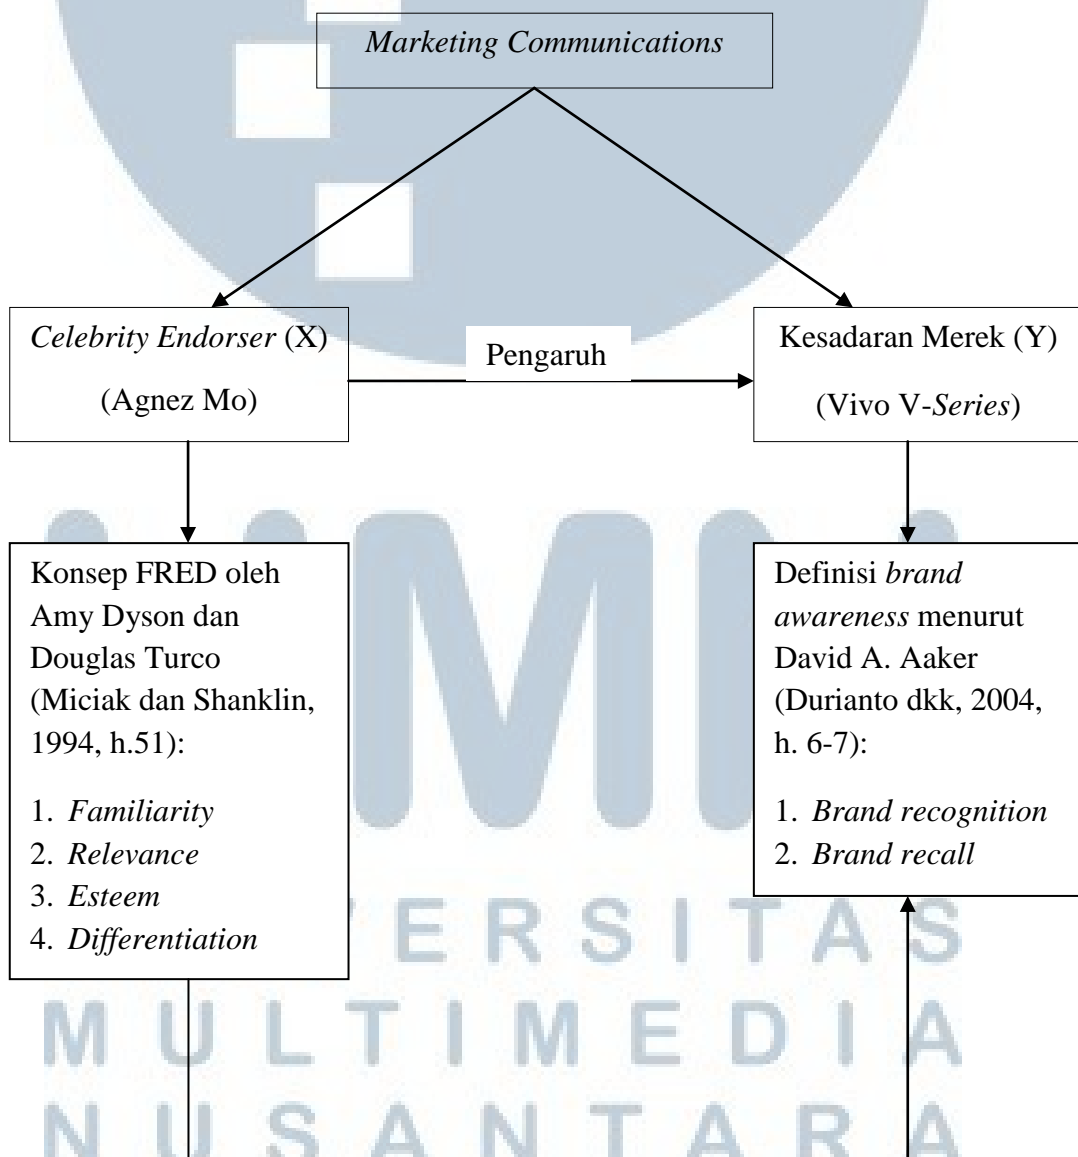 Marketing Communications
Celebrity Endorser (X)
(Agnez Mo)
Pengaruh
Kesadaran Merek (Y)
(Vivo V-Series)
Konsep FRED oleh
Amy Dyson dan
Douglas Turco
(Miciak dan Shanklin,
1994, h.51):
1. Familiarity
2. Relevance
3. Esteem
4. Differentiation
Definisi brand
awareness menurut
David A. Aaker
(Durianto dkk, 2004,
h. 6-7):
1. Brand recognition
2. Brand recall
VERSITAS
MULTIMEDIA
NUSANTARA